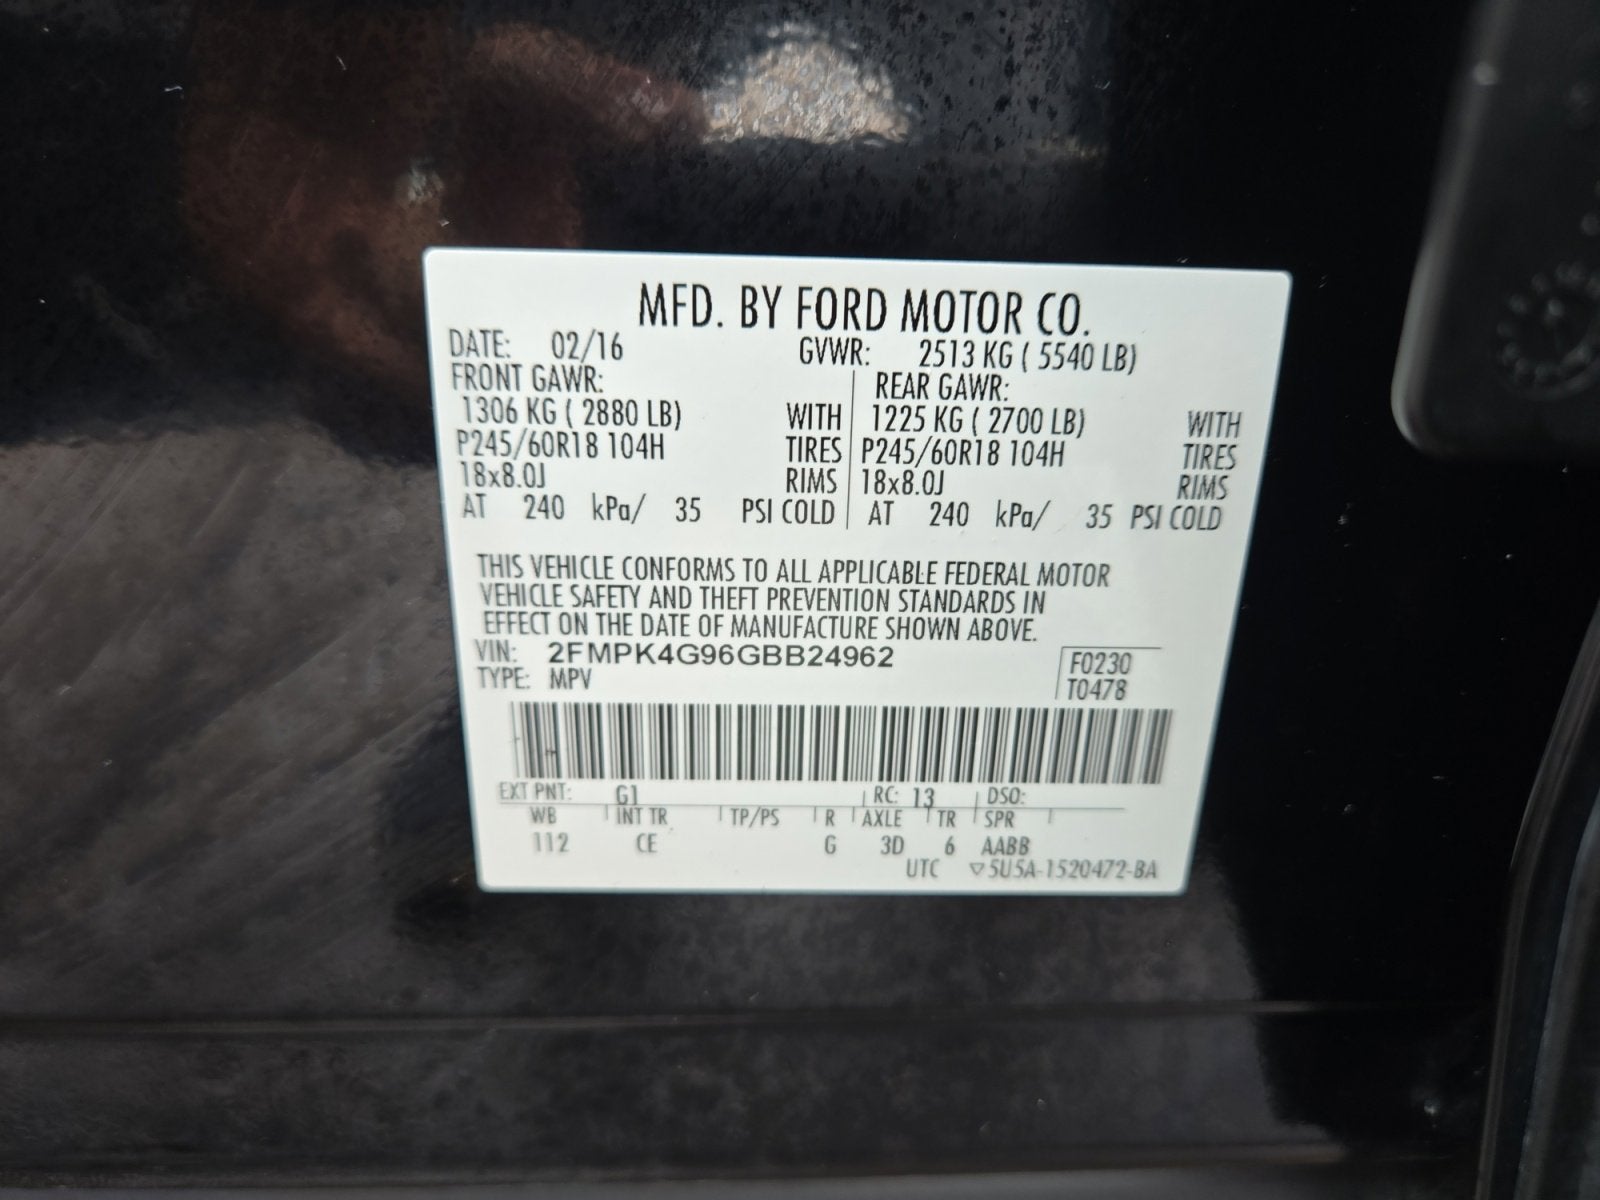 MFD. BY FORD MOTOR CO.
DATE: 02/16 GVWR: 2513 KG ( 5540 LB)
FRONT GAWR: REAR GAWR:
1306 KG ( 2880 LB) WITH 1225 KG ( 2700 LB) WITH
P245/60R18 104H TIRES P245/60R18 104H TIRES
18x8.0J RIMS 18x8.0J RIMS
AT 240 kPa/ 35 PSI COLD AT 240 kPa/ 35 PSI COLD
THIS VEHICLE CONFORMS TO ALL APPLICABLE FEDERAL MOTOR
VEHICLE SAFETY AND THEFT PREVENTION STANDARDS IN
EFFECT ON THE DATE OF MANUFACTURE SHOWN ABOVE.
VIN: 2FMPK4G96GBB24962 F0230
TYPE: MPV T0478
EXT PNT: G1 RC: 13 DSO:
WB INT TR TP/PS R AXLE TR SPR
112 CE G 3D 6 AABB
UTC ▽5U5A-1520472-BA